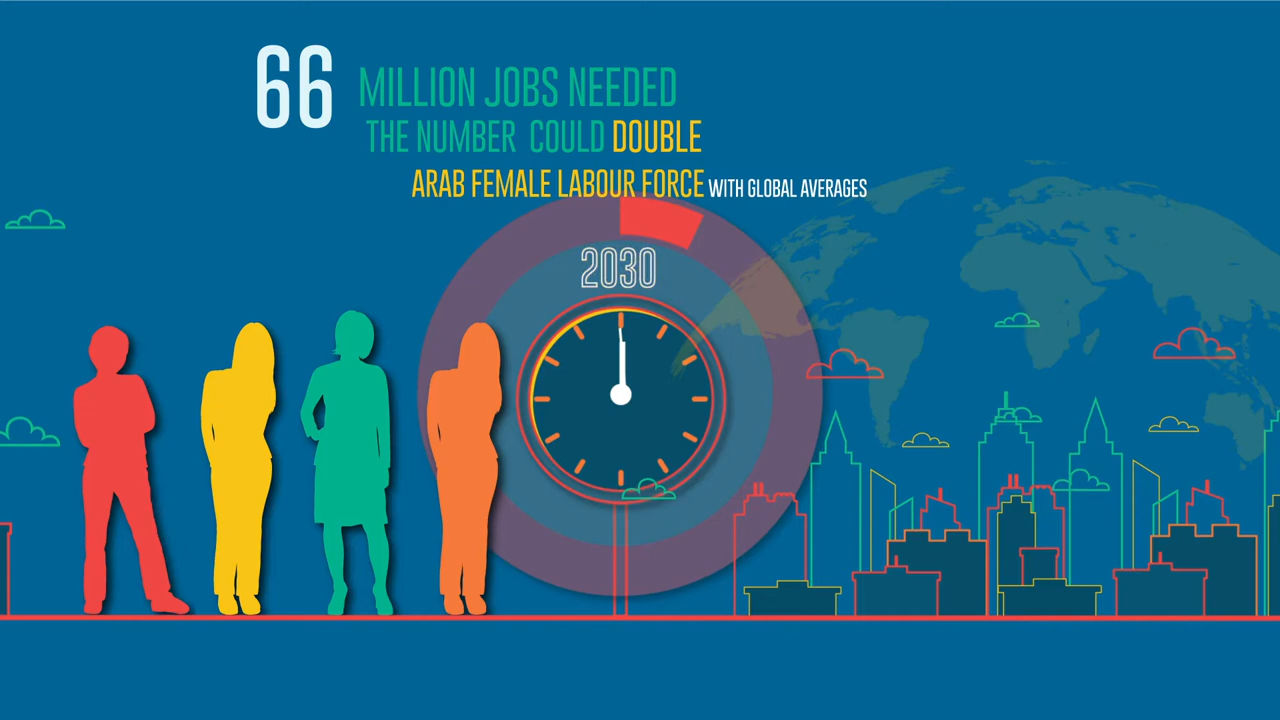 66 MILLION JOBS NEEDED
THE NUMBER COULD DOUBLE
ARAB FEMALE LABOUR FORCE WITH GLOBAL AVERAGES
2030